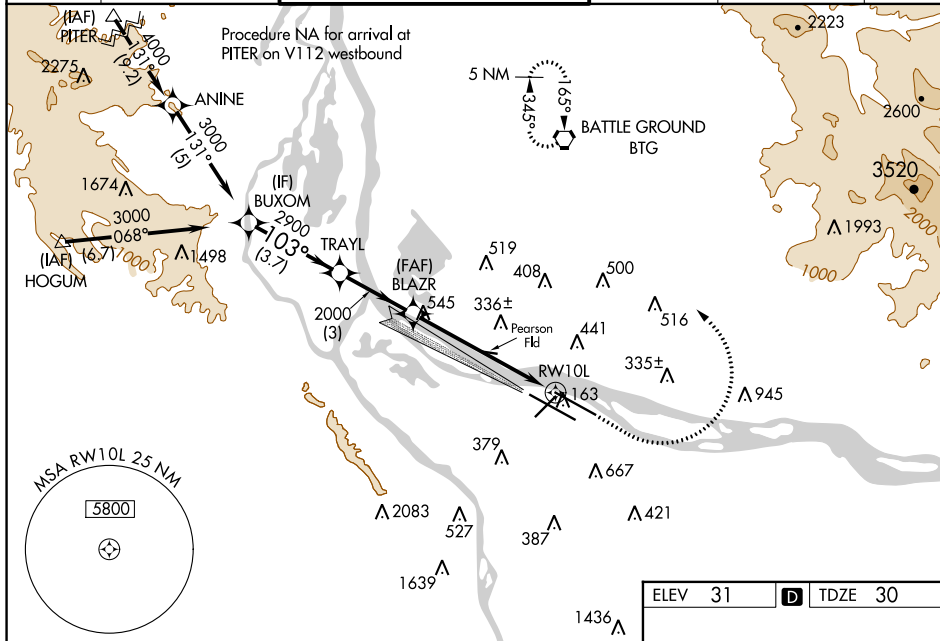 (IAF)
PITER
4000
131°
(9.2)
Procedure NA for arrival at
PITER on V112 westbound
2275
ANINE
3000
131°
(5)
5 NM
345°
165°
BATTLE GROUND
BTG
2223
2600
3520
2000
1993
1000
1674
3000
068°
(6.7)
1000
1498
(IAF)
HOGUM
(IF)
BUXOM
2900
103°
(3.7)
TRAYL
2000
(3)
(FAF)
BLAZR
545
519
408
500
336±
516
441
Pearson
Fld
335±
RW10L
163
945
379
667
2083
527
387
421
1639
1436
MSA RW10L 25 NM
5800
ELEV 31 D TDZE 30